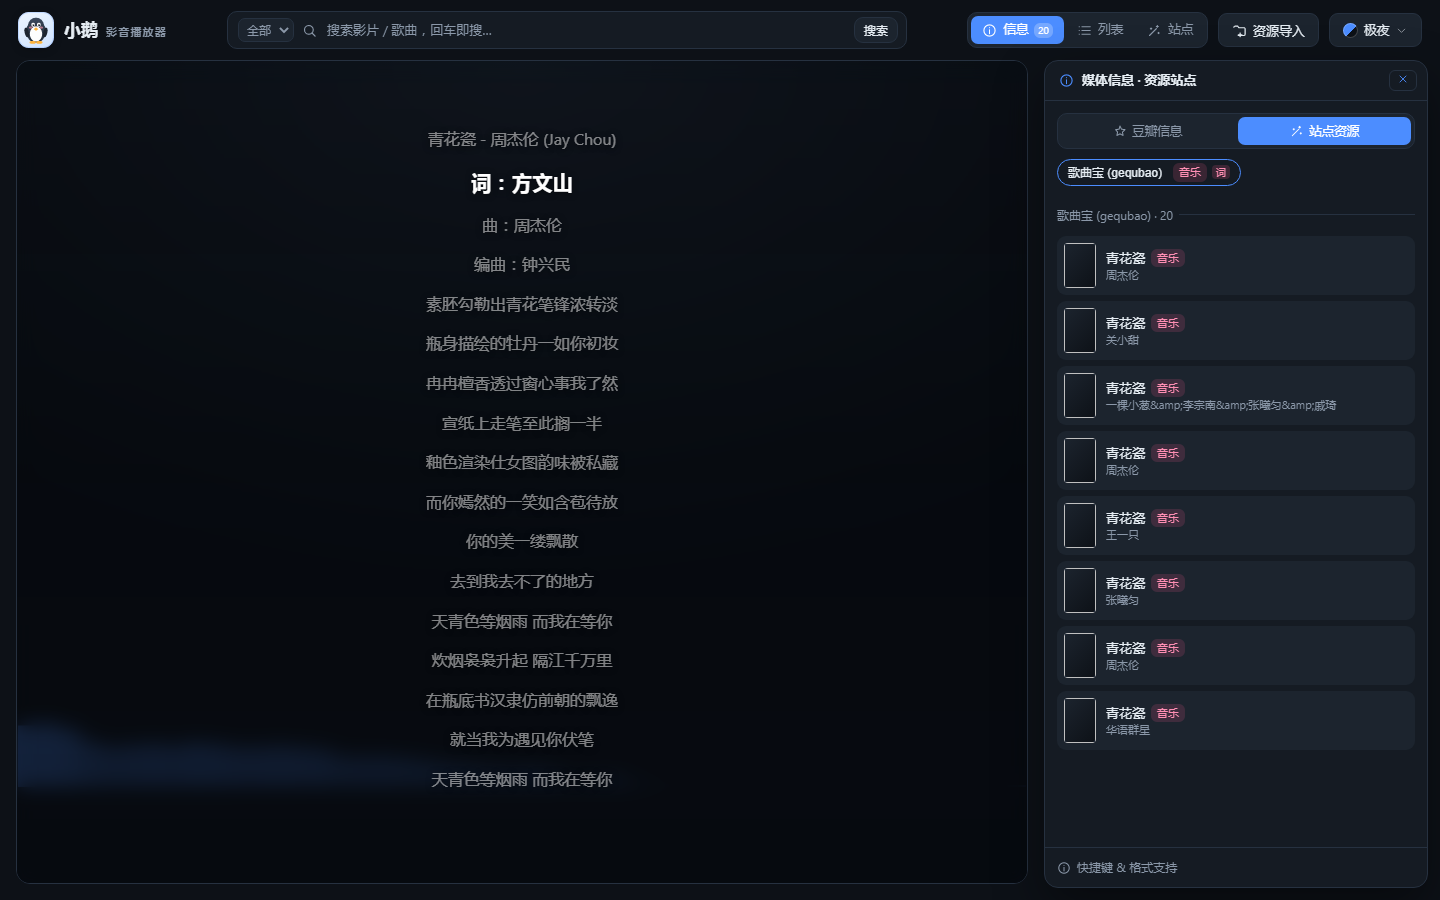 小鹅 影音播放器
全部 搜索影片 / 歌曲，回车即搜... 搜索
信息 20 列表 站点 资源导入 极夜
青花瓷 - 周杰伦 (Jay Chou)
词：方文山
曲：周杰伦
编曲：钟兴民
素胚勾勒出青花笔锋浓转淡
瓶身描绘的牡丹一如你初妆
冉冉檀香透过窗心事我了然
宣纸上走笔至此搁一半
釉色渲染仕女图韵味被私藏
而你嫣然的一笑如含苞待放
你的美一缕飘散
去到我去不了的地方
天青色等烟雨 而我在等你
炊烟袅袅升起 隔江千万里
在瓶底书汉隶仿前朝的飘逸
就当我为遇见你伏笔
天青色等烟雨 而我在等你
媒体信息 · 资源站点
豆瓣信息 站点资源
歌曲宝 (gequbao) 音乐 词
歌曲宝 (gequbao) · 20
青花瓷 音乐
周杰伦
青花瓷 音乐
关小甜
青花瓷 音乐
一棵小葱&amp;李宗南&amp;张曦匀&amp;戚琦
青花瓷 音乐
周杰伦
青花瓷 音乐
王一只
青花瓷 音乐
张曦匀
青花瓷 音乐
周杰伦
青花瓷 音乐
华语群星
快捷键 & 格式支持